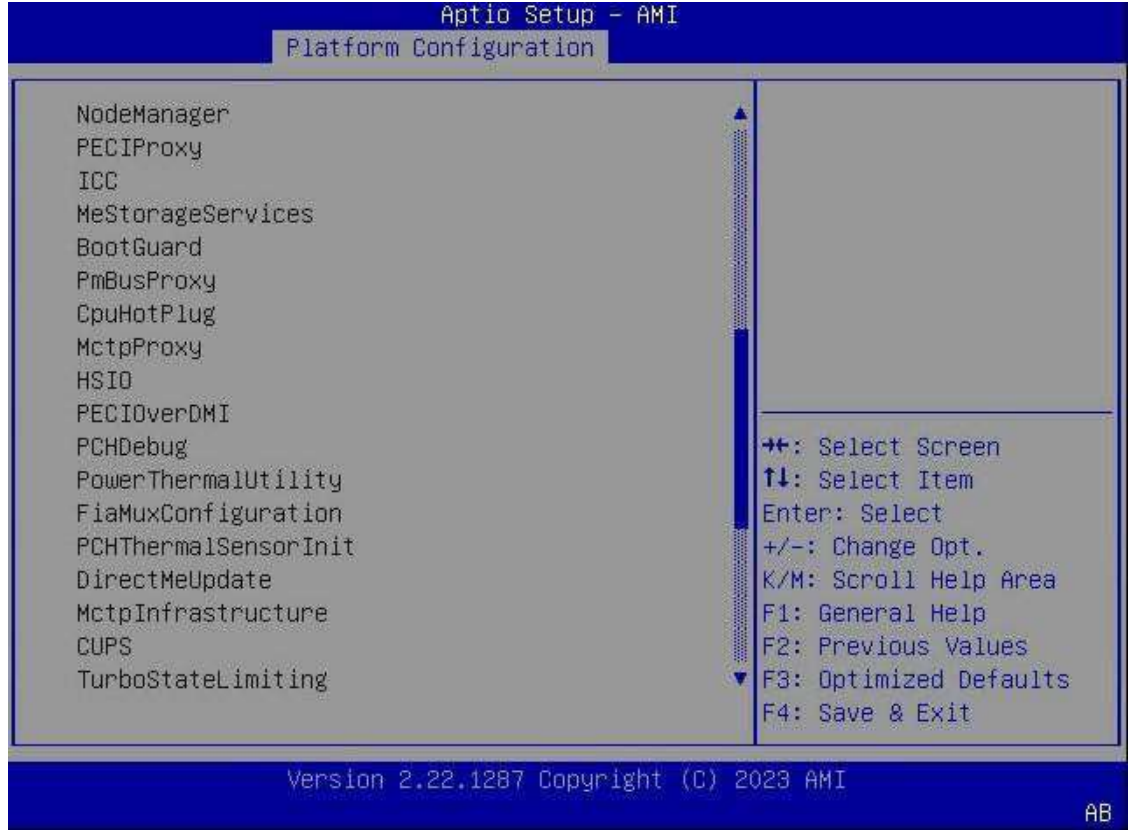 Aptio Setup – AMI
Platform Configuration
NodeManager
PECIProxy
ICC
MeStorageServices
BootGuard
PmBusProxy
CpuHotPlug
MctpProxy
HSIO
PECIOverDMI
PCHDebug
PowerThermalUtility
FiaMuxConfiguration
PCHThermalSensorInit
DirectMeUpdate
MctpInfrastructure
CUPS
TurboStateLimiting
→←: Select Screen
↑↓: Select Item
Enter: Select
+/-: Change Opt.
K/M: Scroll Help Area
F1: General Help
F2: Previous Values
F3: Optimized Defaults
F4: Save & Exit
Version 2.22.1287 Copyright (C) 2023 AMI
AB